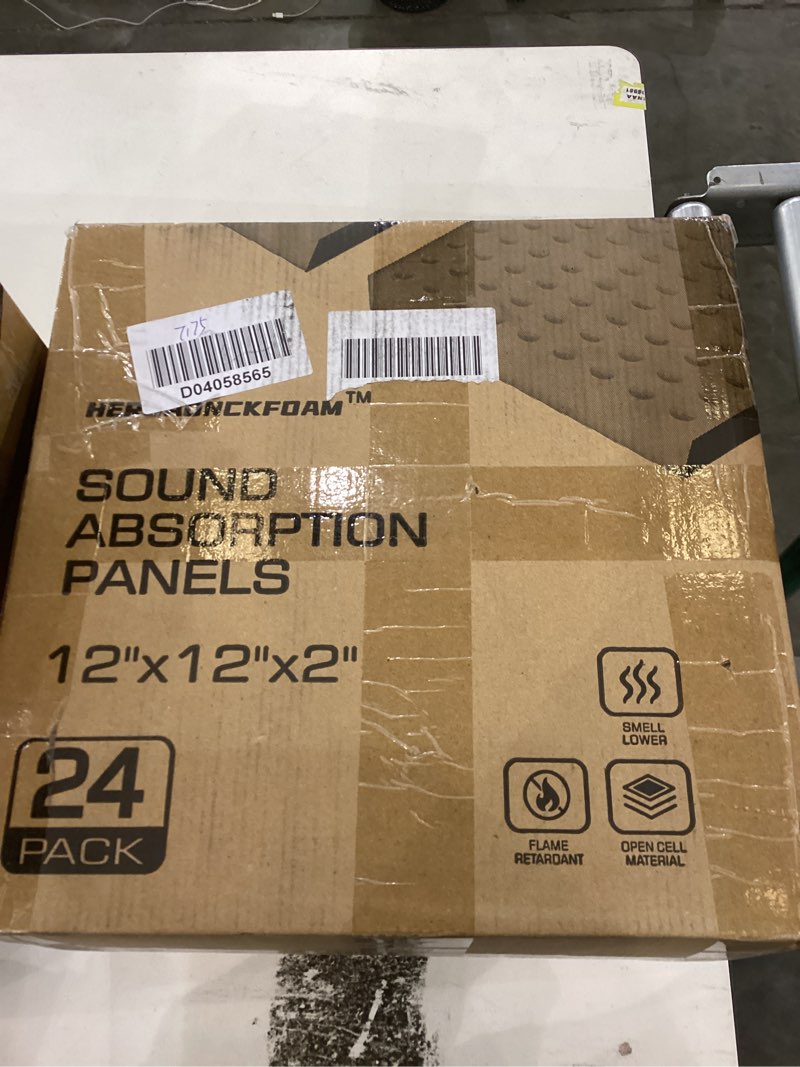 7175
D04058565
SOUND
ABSORPTION
PANELS
12"x12"x2"
24
PACK
SMELL
LOWER
FLAME
RETARDANT
OPEN CELL
MATERIAL